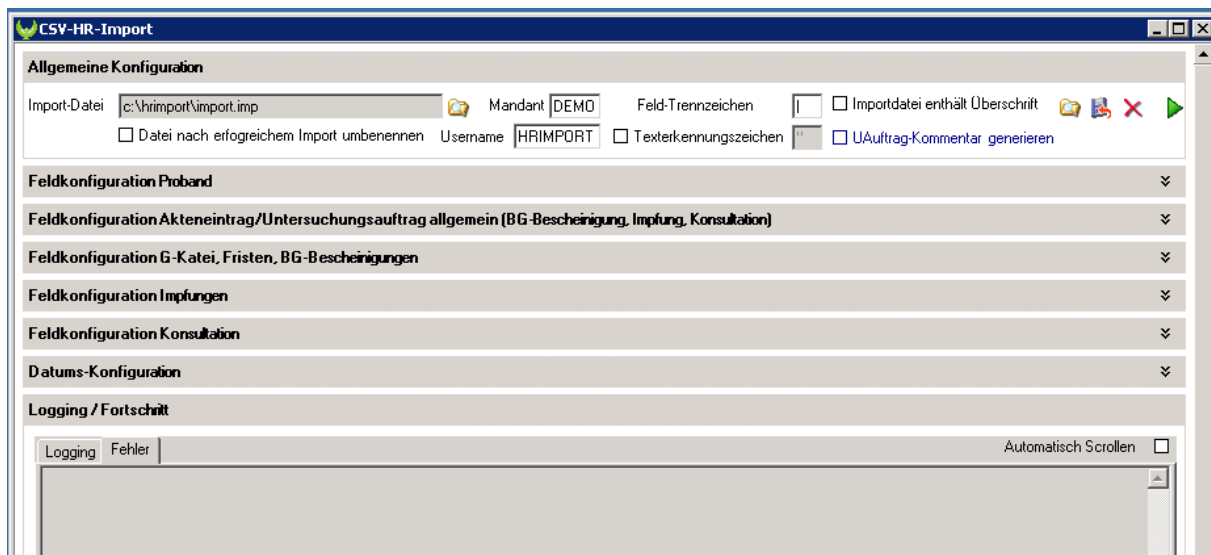 CSV-HR-Import
Allgemeine Konfiguration
Import-Datei c:\hrimport\import.imp Mandant DEMO Feld-Trennzeichen | Importdatei enthält Überschrift
Datei nach erfogreichem Import umbenennen Username HRIMPORT Texterkennungszeichen " UAuftrag-Kommentar generieren
Feldkonfiguration Proband
Feldkonfiguration Akteneintrag/Untersuchungsauftrag allgemein (BG-Bescheinigung, Impfung, Konsultation)
Feldkonfiguration G-Katei, Fristen, BG-Bescheinigungen
Feldkonfiguration Impfungen
Feldkonfiguration Konsultation
Datums-Konfiguration
Logging / Fortschritt
Logging Fehler Automatisch Scrollen